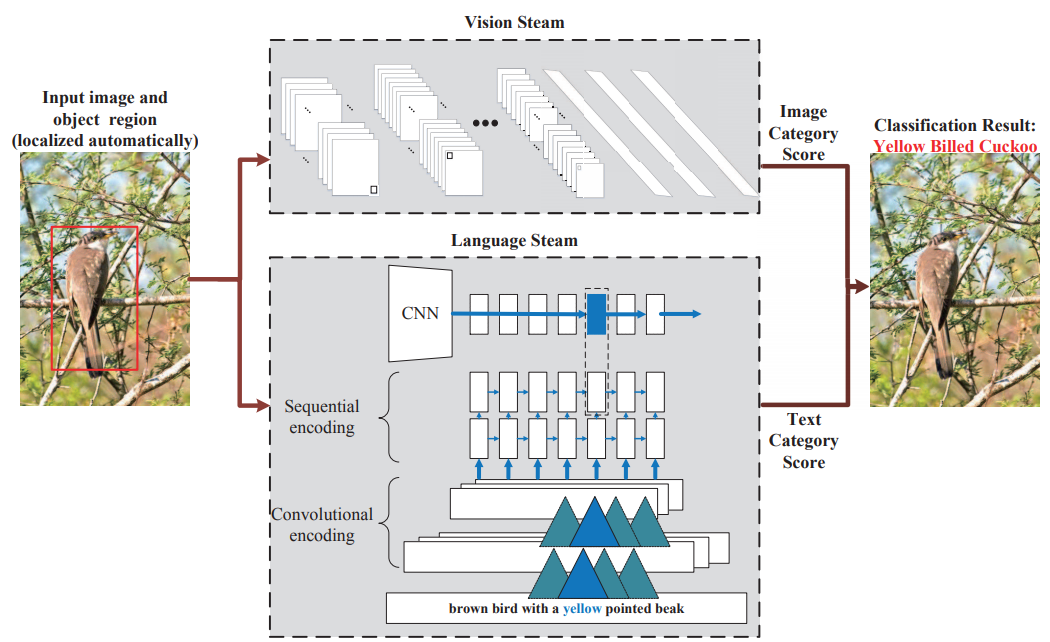 Vision Steam
Input image and
object region
(localized automatically)
Image
Category
Score
Classification Result:
Yellow Billed Cuckoo
Language Steam
CNN
Sequential
encoding
Convolutional
encoding
brown bird with a yellow pointed beak
Text
Category
Score